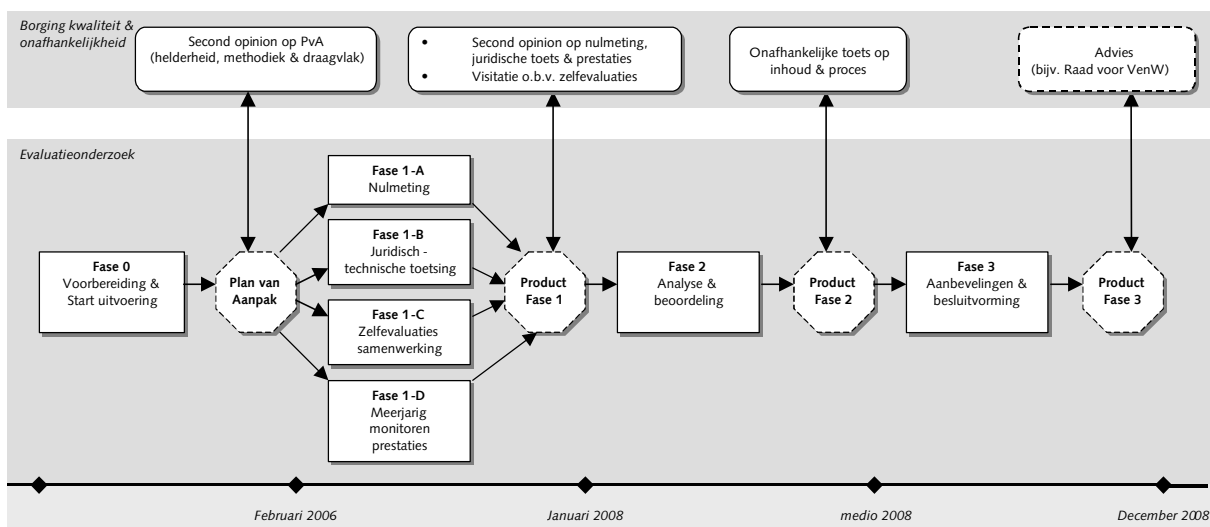 Borging kwaliteit &
onafhankelijkheid
Second opinion op PvA
(helderheid, methodiek & draagvlak)
• Second opinion op nulmeting,
juridische toets & prestaties
• Visitatie o.b.v. zelfevaluaties
Onafhankelijke toets op
inhoud & proces
Advies
(bijv. Raad voor VenW)
Evaluatieonderzoek
Fase 0
Voorbereiding &
Start uitvoering
Plan van
Aanpak
Fase 1-A
Nulmeting
Fase 1-B
Juridisch -
technische toetsing
Fase 1-C
Zelfevaluaties
samenwerking
Fase 1-D
Meerjarig
monitoren
prestaties
Product
Fase 1
Fase 2
Analyse &
beoordeling
Product
Fase 2
Fase 3
Aanbevelingen &
besluitvorming
Product
Fase 3
Februari 2006
Januari 2008
medio 2008
December 2008